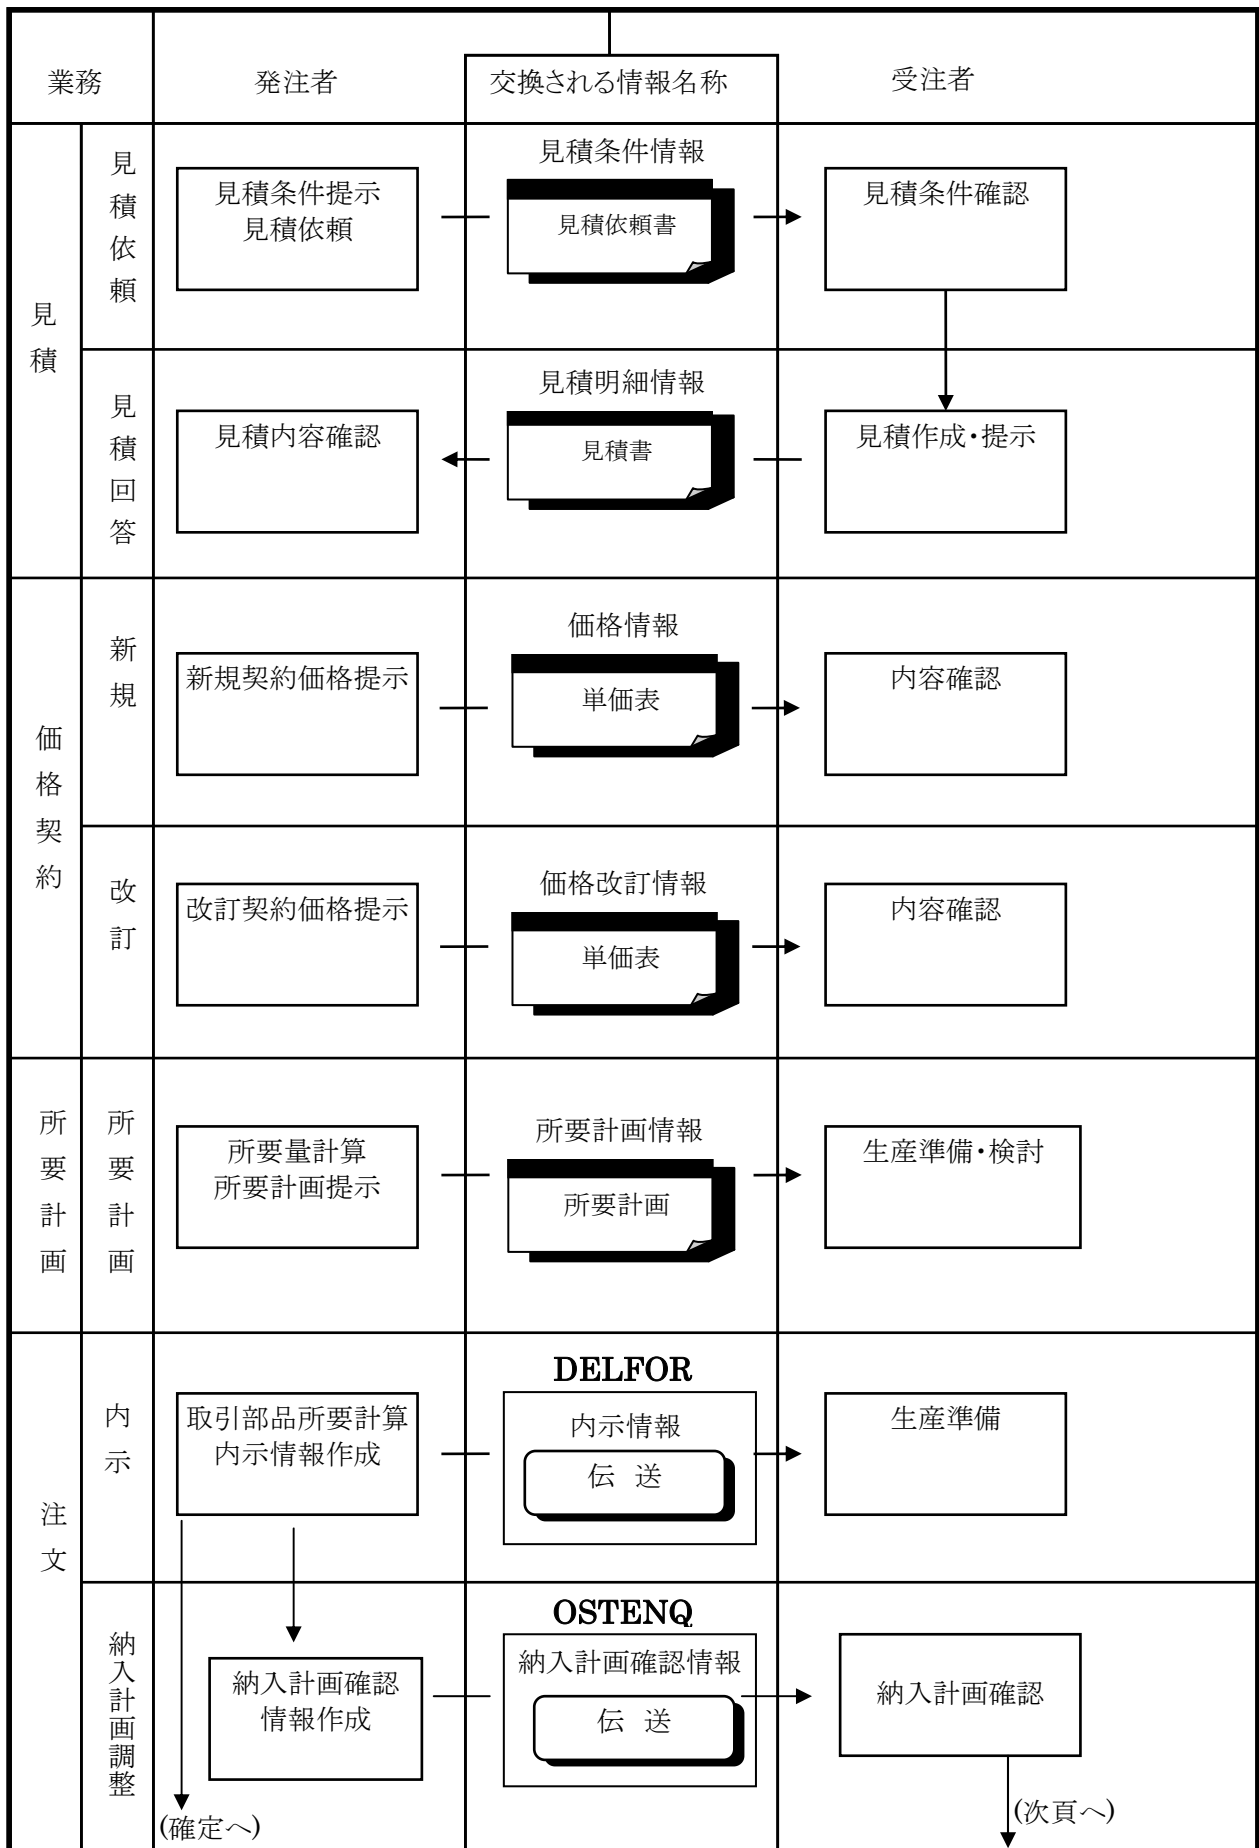 業務
発注者
交換される情報名称
受注者
見積
見積依頼
見積条件提示
見積依頼
見積条件情報
見積依頼書
見積条件確認
見積回答
見積内容確認
見積明細情報
見積書
見積作成・提示
価格契約
新規
新規契約価格提示
価格情報
単価表
内容確認
改訂
改訂契約価格提示
価格改訂情報
単価表
内容確認
所要計画
所要計画
所要量計算
所要計画提示
所要計画情報
所要計画
生産準備・検討
注文
内示
取引部品所要計算
内示情報作成
DELFOR
内示情報
伝 送
生産準備
納入計画調整
納入計画確認
情報作成
OSTENQ
納入計画確認情報
伝 送
納入計画確認
(確定へ)
(次頁へ)